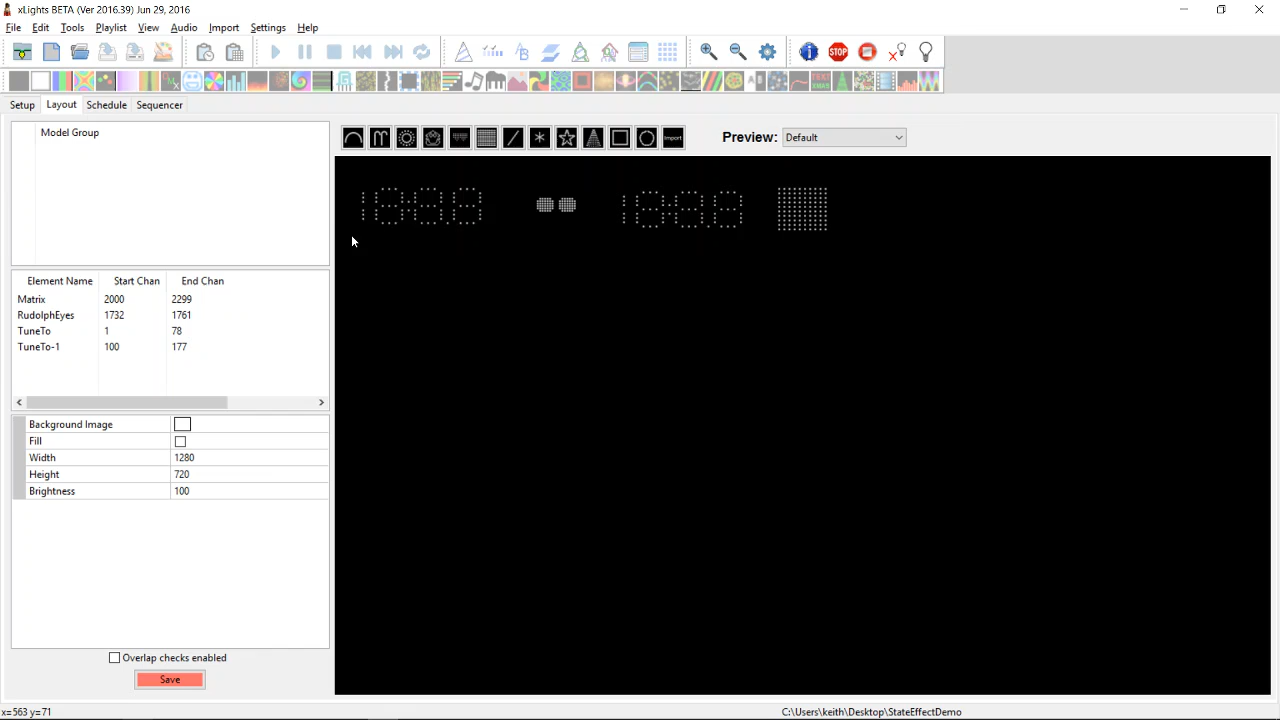 xLights BETA (Ver 2016.39) Jun 29, 2016
File Edit Tools Playlist View Audio Import Settings Help
Setup Layout Schedule Sequencer
Model Group
Import
Preview: Default
Element Name Start Chan End Chan
Matrix 2000 2299
RudolphEyes 1732 1761
TuneTo 1 78
TuneTo-1 100 177
Background Image
Fill
Width 1280
Height 720
Brightness 100
Overlap checks enabled
Save
x=563 y=71 C:\Users\keith\Desktop\StateEffectDemo